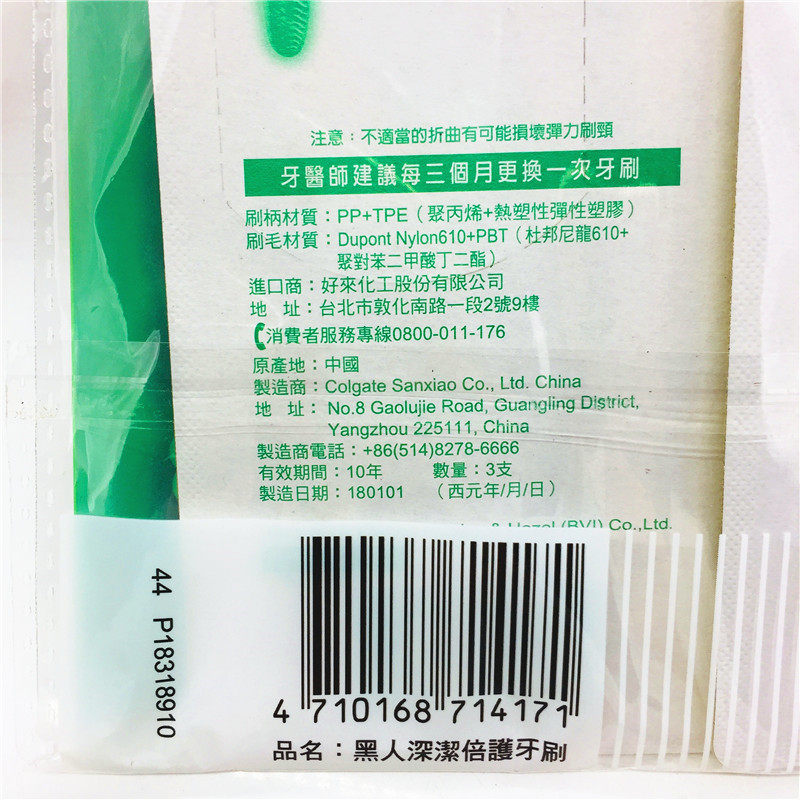 注意：不適當的折曲有可能損壞彈力刷頸
牙醫師建議每三個月更換一次牙刷
刷柄材質：PP+TPE（聚丙烯+熱塑性彈性塑膠）
刷毛材質：Dupont Nylon610+PBT（杜邦尼龍610+
聚對苯二甲酸丁二酯）
進口商：好來化工股份有限公司
地　址：台北市敦化南路一段2號9樓
消費者服務專線0800-011-176
原產地：中國
製造商：Colgate Sanxiao Co., Ltd. China
地　址：No.8 Gaolujie Road, Guangling District,
Yangzhou 225111, China
製造商電話：+86(514)8278-6666
有效期間：10年　數量：3支
製造日期：180101　（西元年/月/日）
& Hazel (BVI) Co.,Ltd.
44 P18318910
4 710168 714171
品名：黑人深潔倍護牙刷